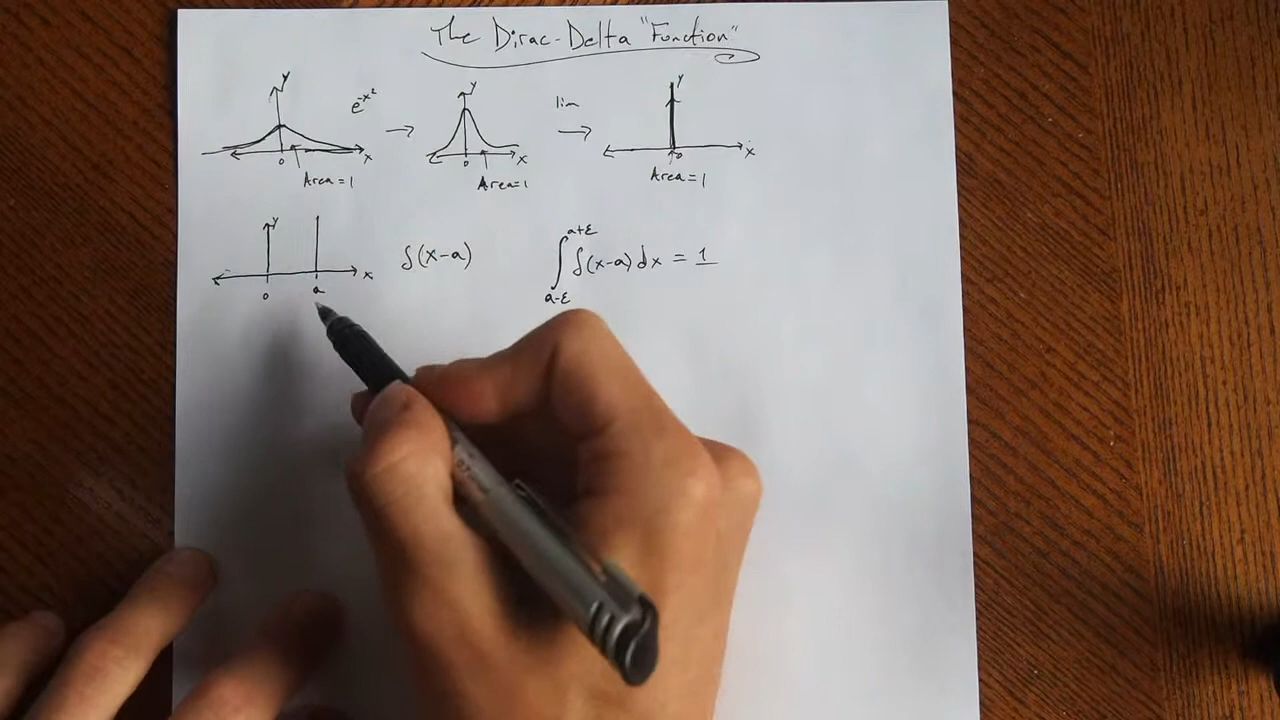 The Dirac-Delta "Function"
y e^{-x^2} → y lim → y
0 x 0 x 0 x
Area=1 Area=1 Area=1
y δ(x-a) ∫_{a-ε}^{a+ε} δ(x-a)dx = 1
0 a x